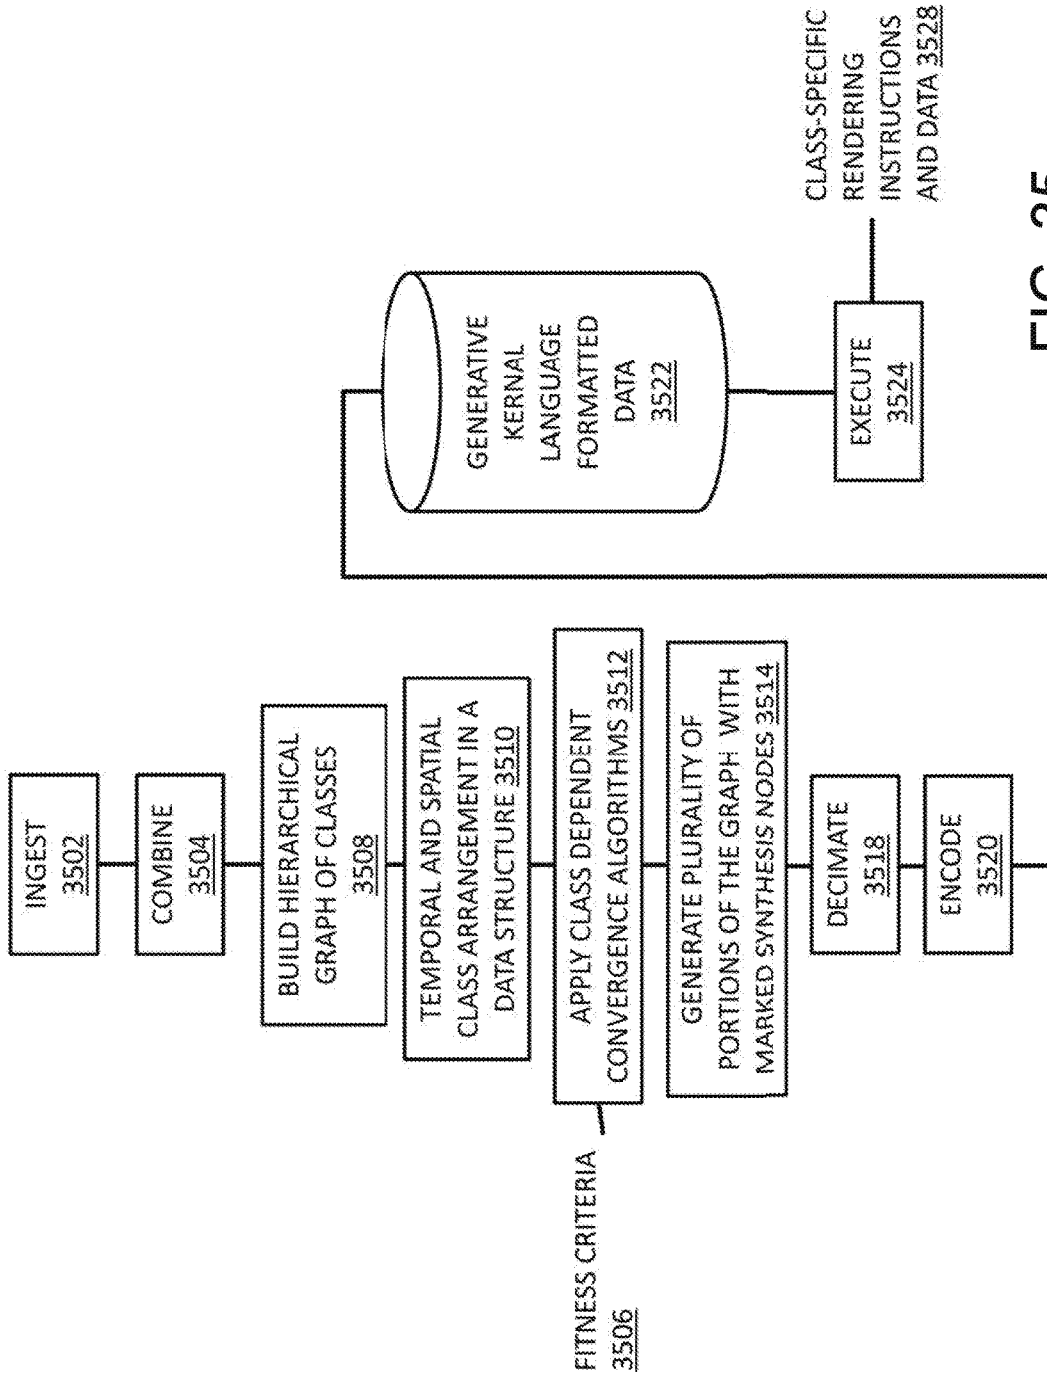 INGEST
3502
COMBINE
3504
BUILD HIERARCHICAL
GRAPH OF CLASSES
3508
TEMPORAL AND SPATIAL
CLASS ARRANGEMENT IN A
DATA STRUCTURE 3510
FITNESS CRITERIA
3506
APPLY CLASS DEPENDENT
CONVERGENCE ALGORITHMS 3512
GENERATE PLURALITY OF
PORTIONS OF THE GRAPH WITH
MARKED SYNTHESIS NODES 3514
DECIMATE
3518
ENCODE
3520
GENERATIVE
KERNAL
LANGUAGE
FORMATTED
DATA
3522
EXECUTE
3524
CLASS-SPECIFIC
RENDERING
INSTRUCTIONS
AND DATA 3528
FIG. 35